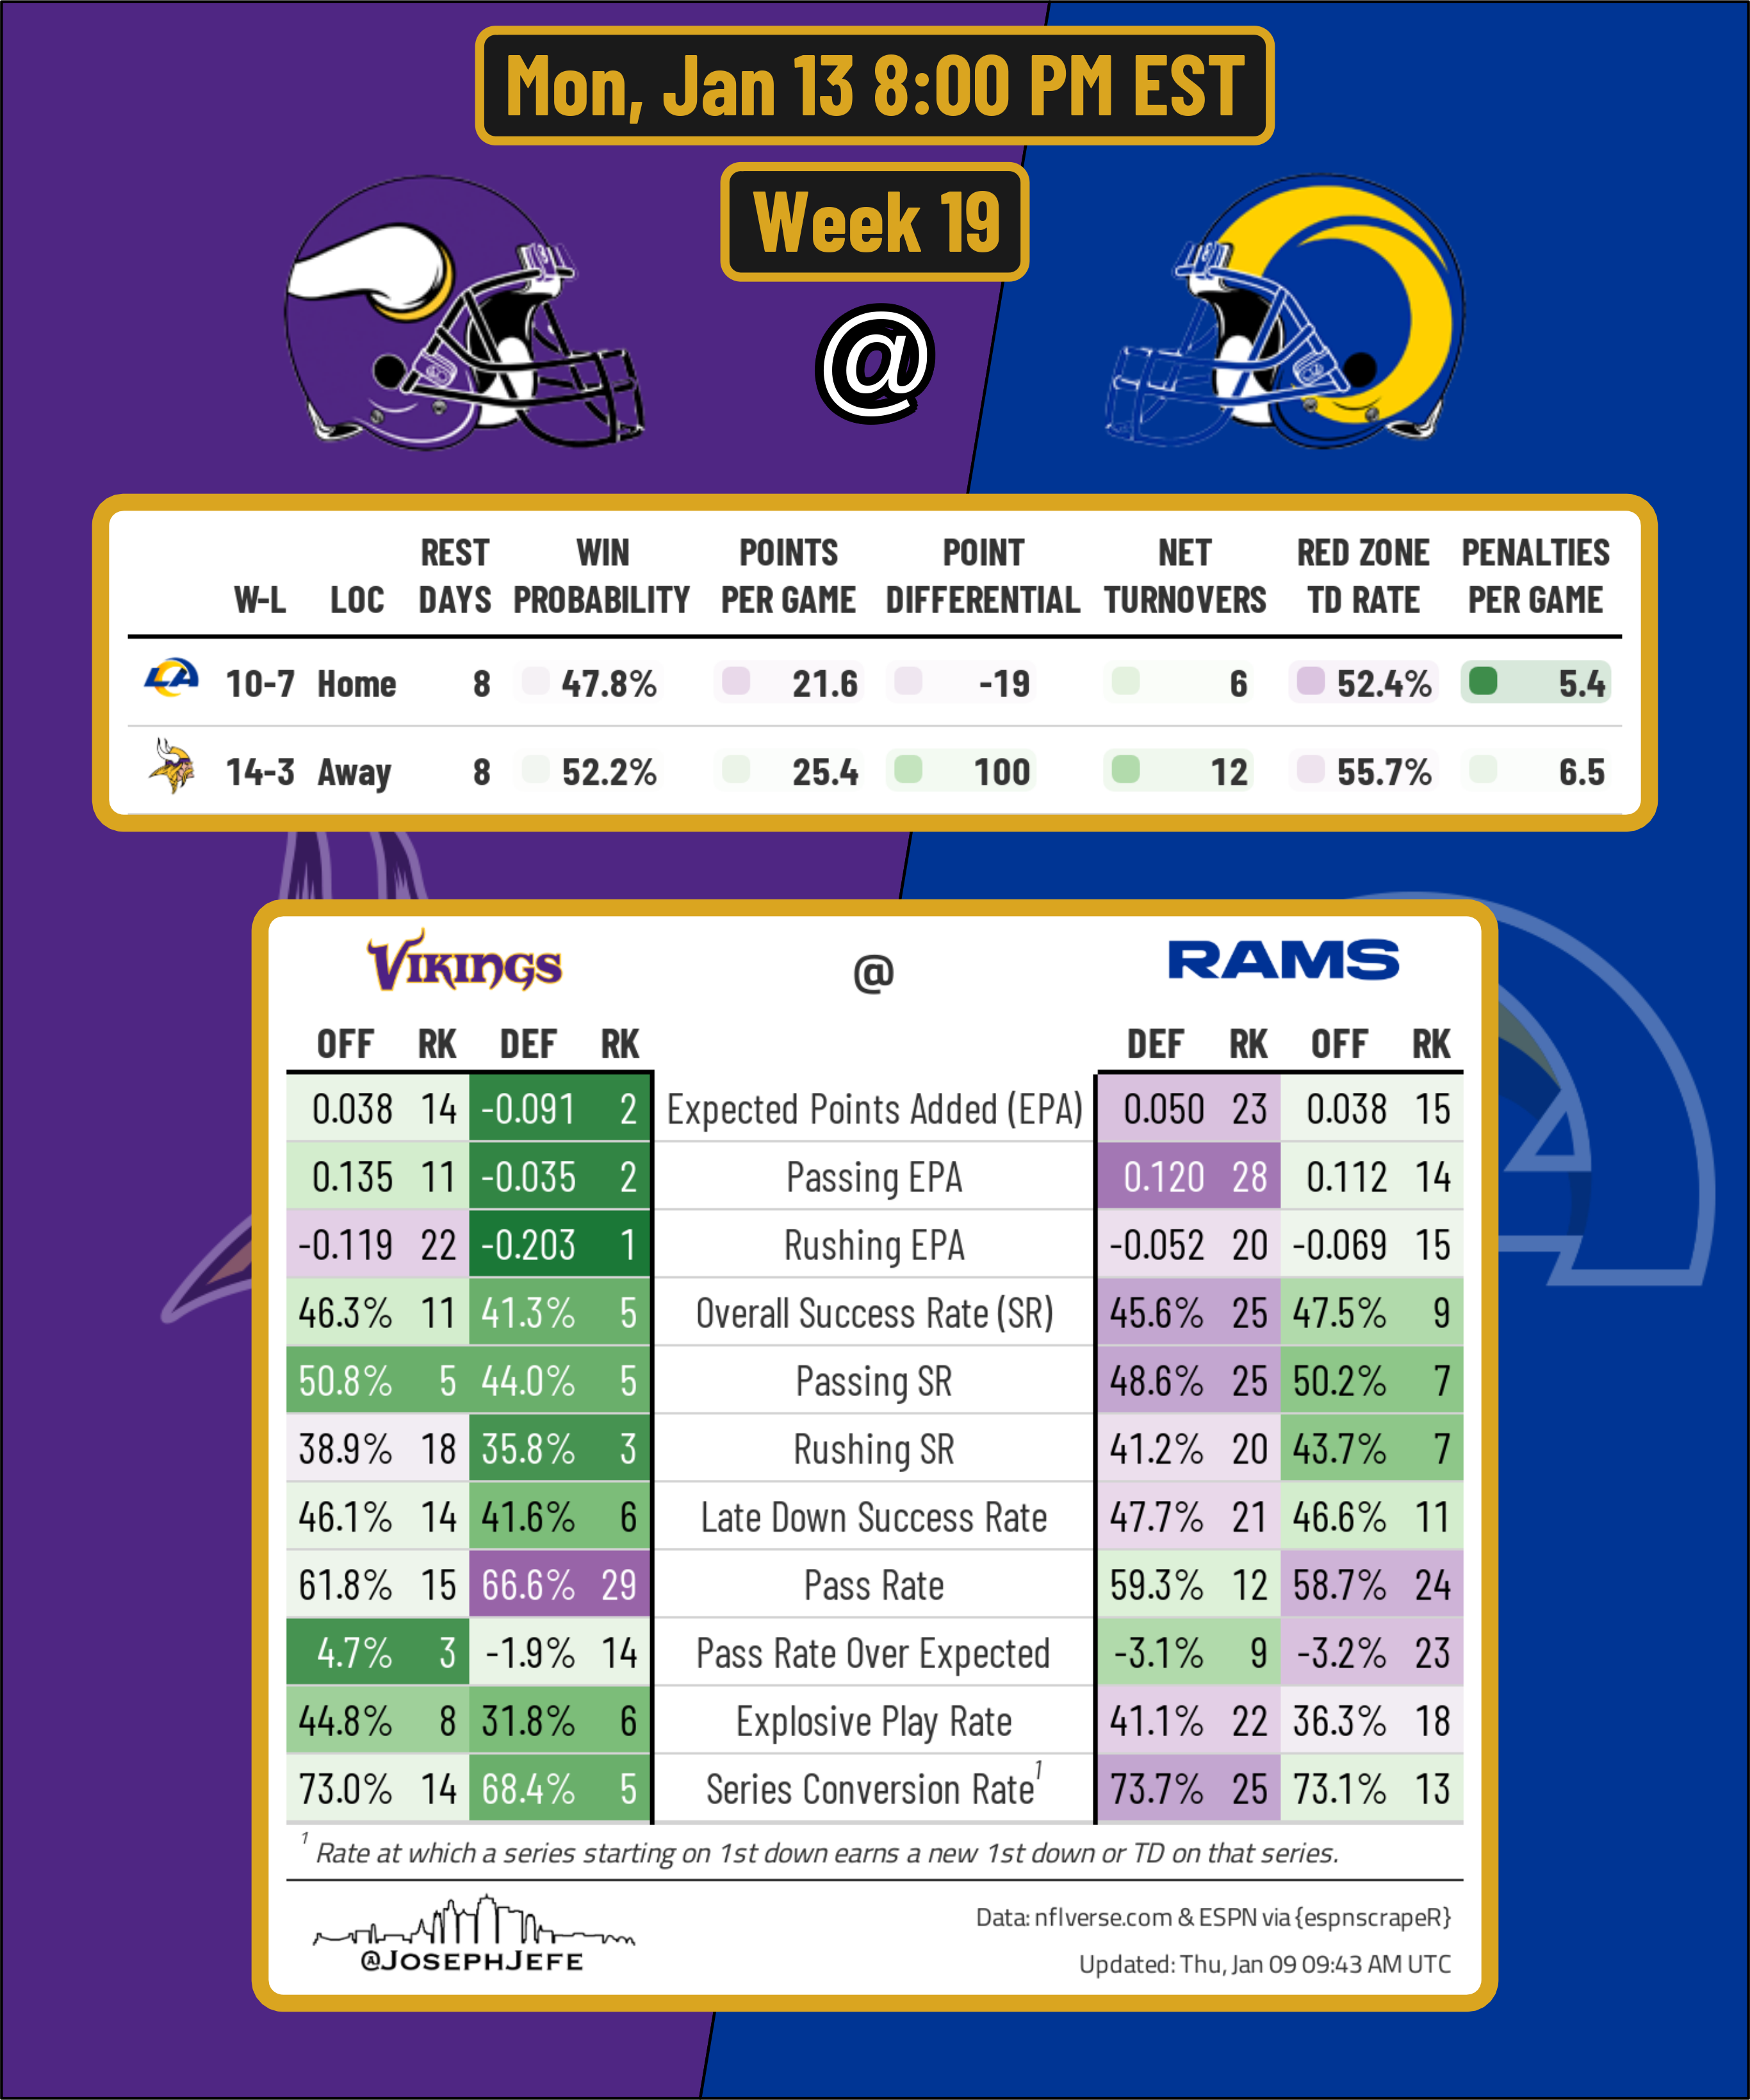 Mon, Jan 13 8:00 PM EST
Week 19
@
REST WIN POINTS POINT NET RED ZONE PENALTIES
W-L LOC DAYS PROBABILITY PER GAME DIFFERENTIAL TURNOVERS TD RATE PER GAME
LA 10-7 Home 8 47.8% 21.6 -19 6 52.4% 5.4
14-3 Away 8 52.2% 25.4 100 12 55.7% 6.5
VIKINGS @ RAMS
OFF RK DEF RK DEF RK OFF RK
0.038 14 -0.091 2 Expected Points Added (EPA) 0.050 23 0.038 15
0.135 11 -0.035 2 Passing EPA 0.120 28 0.112 14
-0.119 22 -0.203 1 Rushing EPA -0.052 20 -0.069 15
46.3% 11 41.3% 5 Overall Success Rate (SR) 45.6% 25 47.5% 9
50.8% 5 44.0% 5 Passing SR 48.6% 25 50.2% 7
38.9% 18 35.8% 3 Rushing SR 41.2% 20 43.7% 7
46.1% 14 41.6% 6 Late Down Success Rate 47.7% 21 46.6% 11
61.8% 15 66.6% 29 Pass Rate 59.3% 12 58.7% 24
4.7% 3 -1.9% 14 Pass Rate Over Expected -3.1% 9 -3.2% 23
44.8% 8 31.8% 6 Explosive Play Rate 41.1% 22 36.3% 18
73.0% 14 68.4% 5 Series Conversion Rate¹ 73.7% 25 73.1% 13
¹ Rate at which a series starting on 1st down earns a new 1st down or TD on that series.
@JOSEPHJEFE
Data: nflverse.com & ESPN via {espnscrapeR}
Updated: Thu, Jan 09 09:43 AM UTC